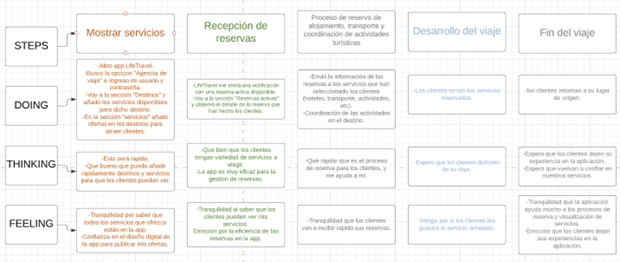 STEPS
Mostrar servicios
Recepción de
reservas
Proceso de reserva de
alojamiento, transporte y
coordinación de actividades
turísticas
Desarrollo del viaje
Fin del viaje
DOING
-Abro app LifeTravel.
-Busco la opcjçon "Agencia de
viaje" e ingreso mi usuario y
contraseña.
-Voy a la sección "Destinos" y
añado los servicios disponibles
para dicho destino.
-En la sección "servicios" añado
ofertas en los destinos para
atraer clientes.
-LifeTravel me envía una notificación
con una reserva activa disponible.
-Voy a la sección "Reservas activas"
y observo el detalle de la reserva que
han hecho los clientes.
-Envió la información de las
reservas a los servicios que han
seleccionado los clientes
(hoteles, transporte, actividades,
etc).
-Coordinación de las actividades
en el destino.
-Los clientes toman los servicios
reservados.
-los clientes retornan a su lugar
de origen.
THINKING
-Esto será rapido.
-Que bueno que pueda añadir
rápidamente destinos y servicios
para que los clientes puedan ver.
-Que bien que los clientes
tengan variedad de servicios a
elegir.
-La app es muy eficaz para la
gestión de reservas.
-Qué rapido que es el proceso
de reserva para los clientes, y
me ayuda a mi.
-Espero que los clientes disfruten
de su viaje.
-Espero que los clientes dejen su
experiencia en la aplicación.
-Espero que vuelvan a confiar en
nuestros servicios.
FEELING
-Tranquilidad por saber que
todos los servicios que ofrezco
están en la app.
-Confianza en el diseño digital de
la app para publicar mis ofertas.
-Tranquilidad al saber que los
clientes pueden ver mis
servicios.
Emocion por la eficiencia de las
reservas en la app.
-Tranquilidad que los clientes
van a recibir rápido sus reservas.
-Intriga por si los clientes les
gustará el servicio brindado.
-Tranquilidad que la aplicación
ayuda mucho a los procesos de
reserva y visualización de
servicios.
-Emoción que los clientes dejan
sus experiencias en la
aplicación.